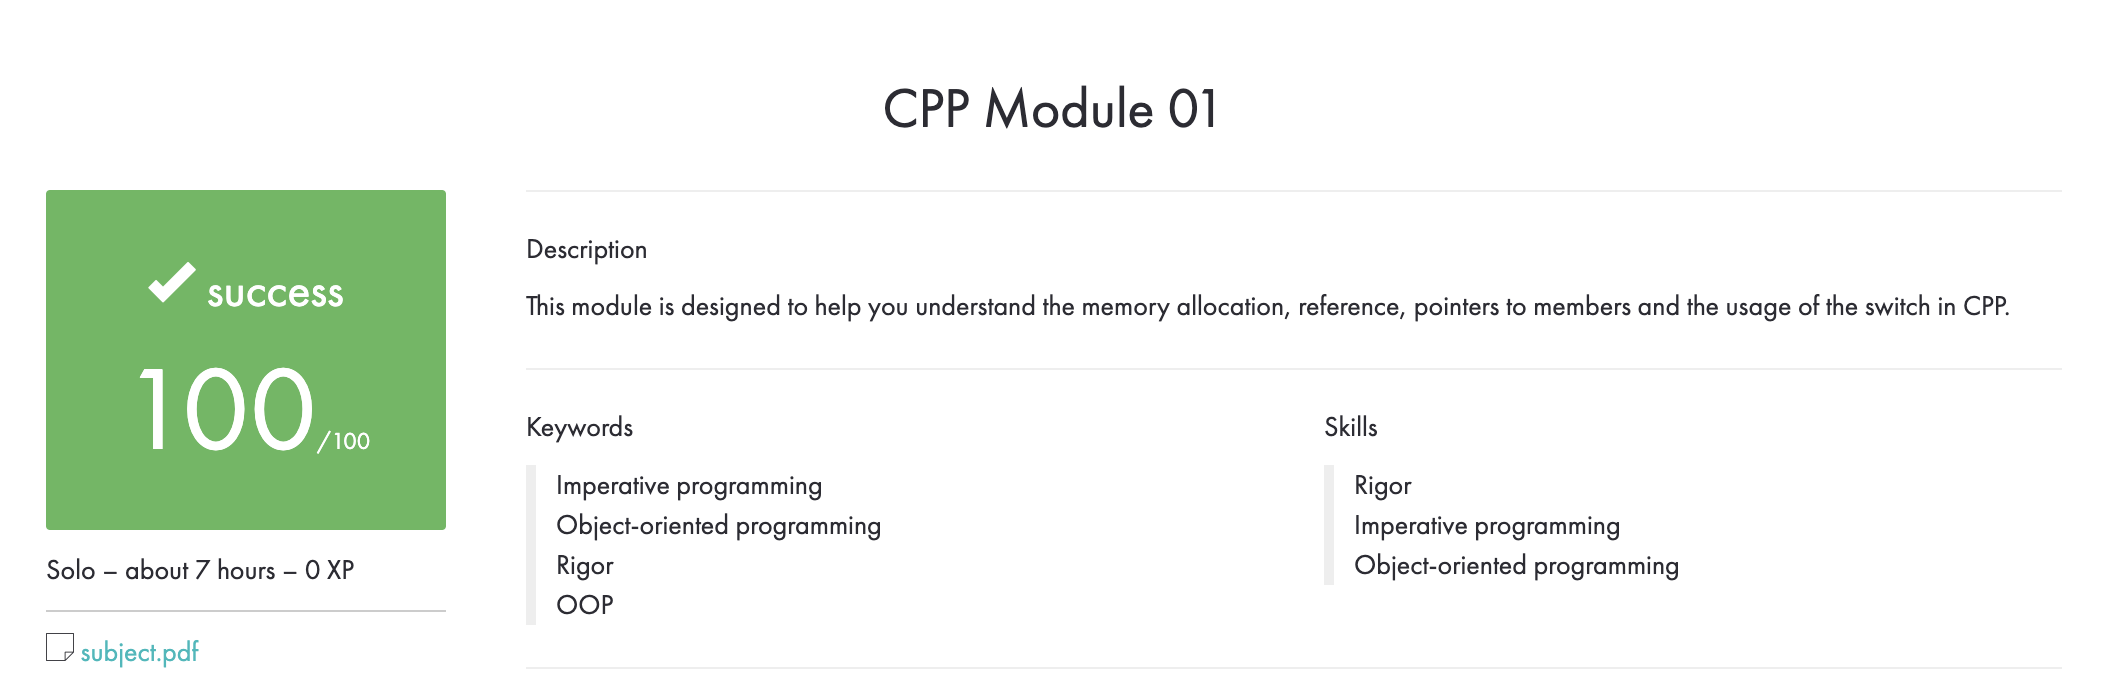 CPP Module 01
success
100/100
Solo – about 7 hours – 0 XP
subject.pdf
Description
This module is designed to help you understand the memory allocation, reference, pointers to members and the usage of the switch in CPP.
Keywords
Imperative programming
Object-oriented programming
Rigor
OOP
Skills
Rigor
Imperative programming
Object-oriented programming